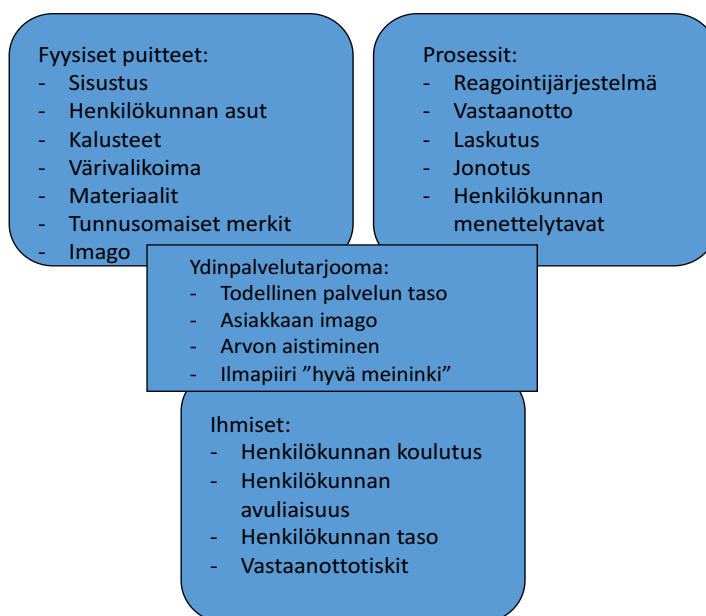 Fyysiset puitteet:
- Sisustus
- Henkilökunnan asut
- Kalusteet
- Värivalikoima
- Materiaalit
- Tunnusomaiset merkit
- Imago
Prosessit:
- Reagointijärjestelmä
- Vastaanotto
- Laskutus
- Jonotus
- Henkilökunnan
menettelytavat
Ydinpalvelutarjooma:
- Todellinen palvelun taso
- Asiakkaan imago
- Arvon aistiminen
- Ilmapiiri ”hyvä meininki”
Ihmiset:
- Henkilökunnan koulutus
- Henkilökunnan
avuliaisuus
- Henkilökunnan taso
- Vastaanottotiskit